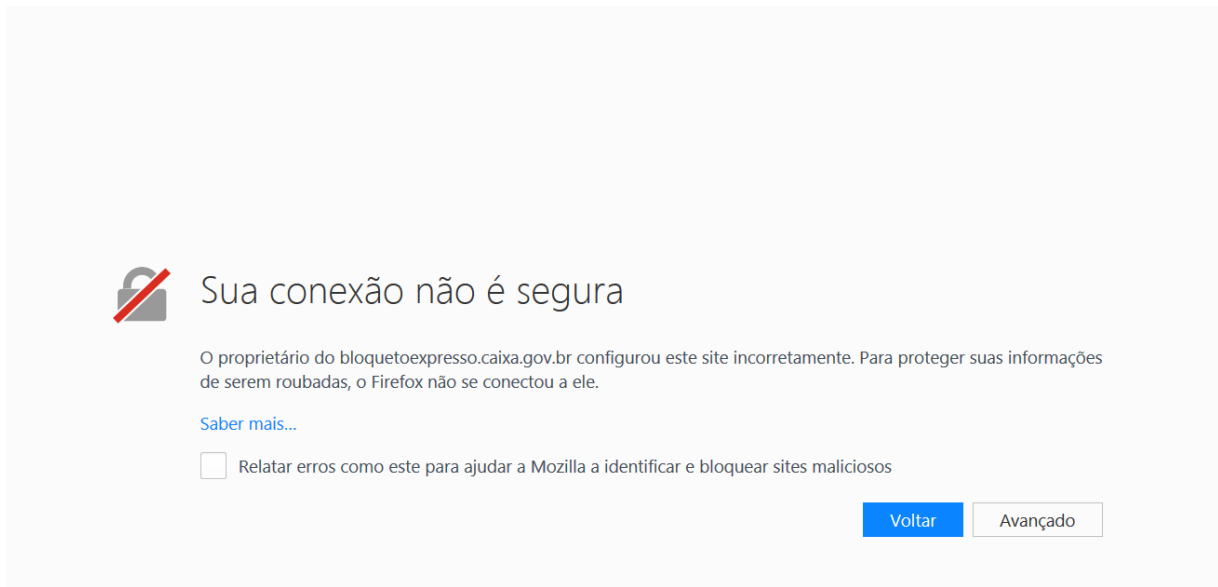 Sua conexão não é segura
O proprietário do bloquetoexpresso.caixa.gov.br configurou este site incorretamente. Para proteger suas informações
de serem roubadas, o Firefox não se conectou a ele.
Saber mais...
Relatar erros como este para ajudar a Mozilla a identificar e bloquear sites maliciosos
Voltar
Avançado